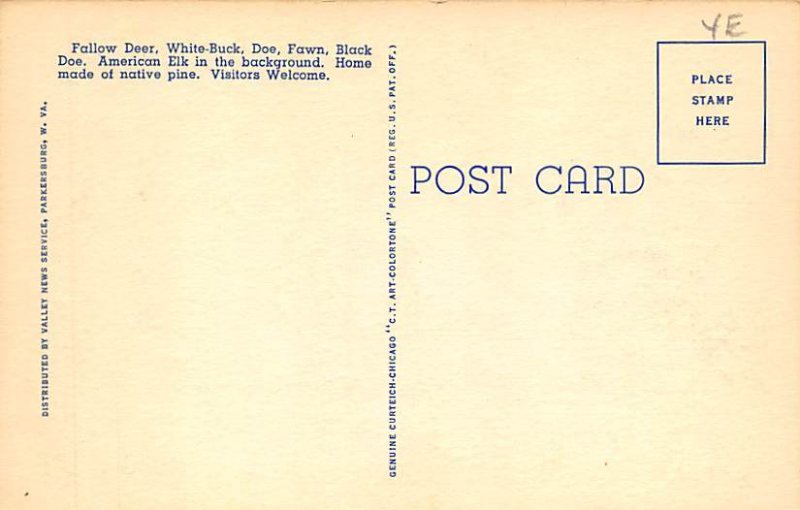 Fallow Deer, White-Buck, Doe, Fawn, Black
Doe. American Elk in the background. Home
made of native pine. Visitors Welcome.
DISTRIBUTED BY VALLEY NEWS SERVICE, PARKERSBURG, W. VA.
GENUINE CURTEICH-CHICAGO "C.T. ART-COLORTONE" POST CARD (REG. U.S. PAT. OFF.)
YE
PLACE
STAMP
HERE
POST CARD